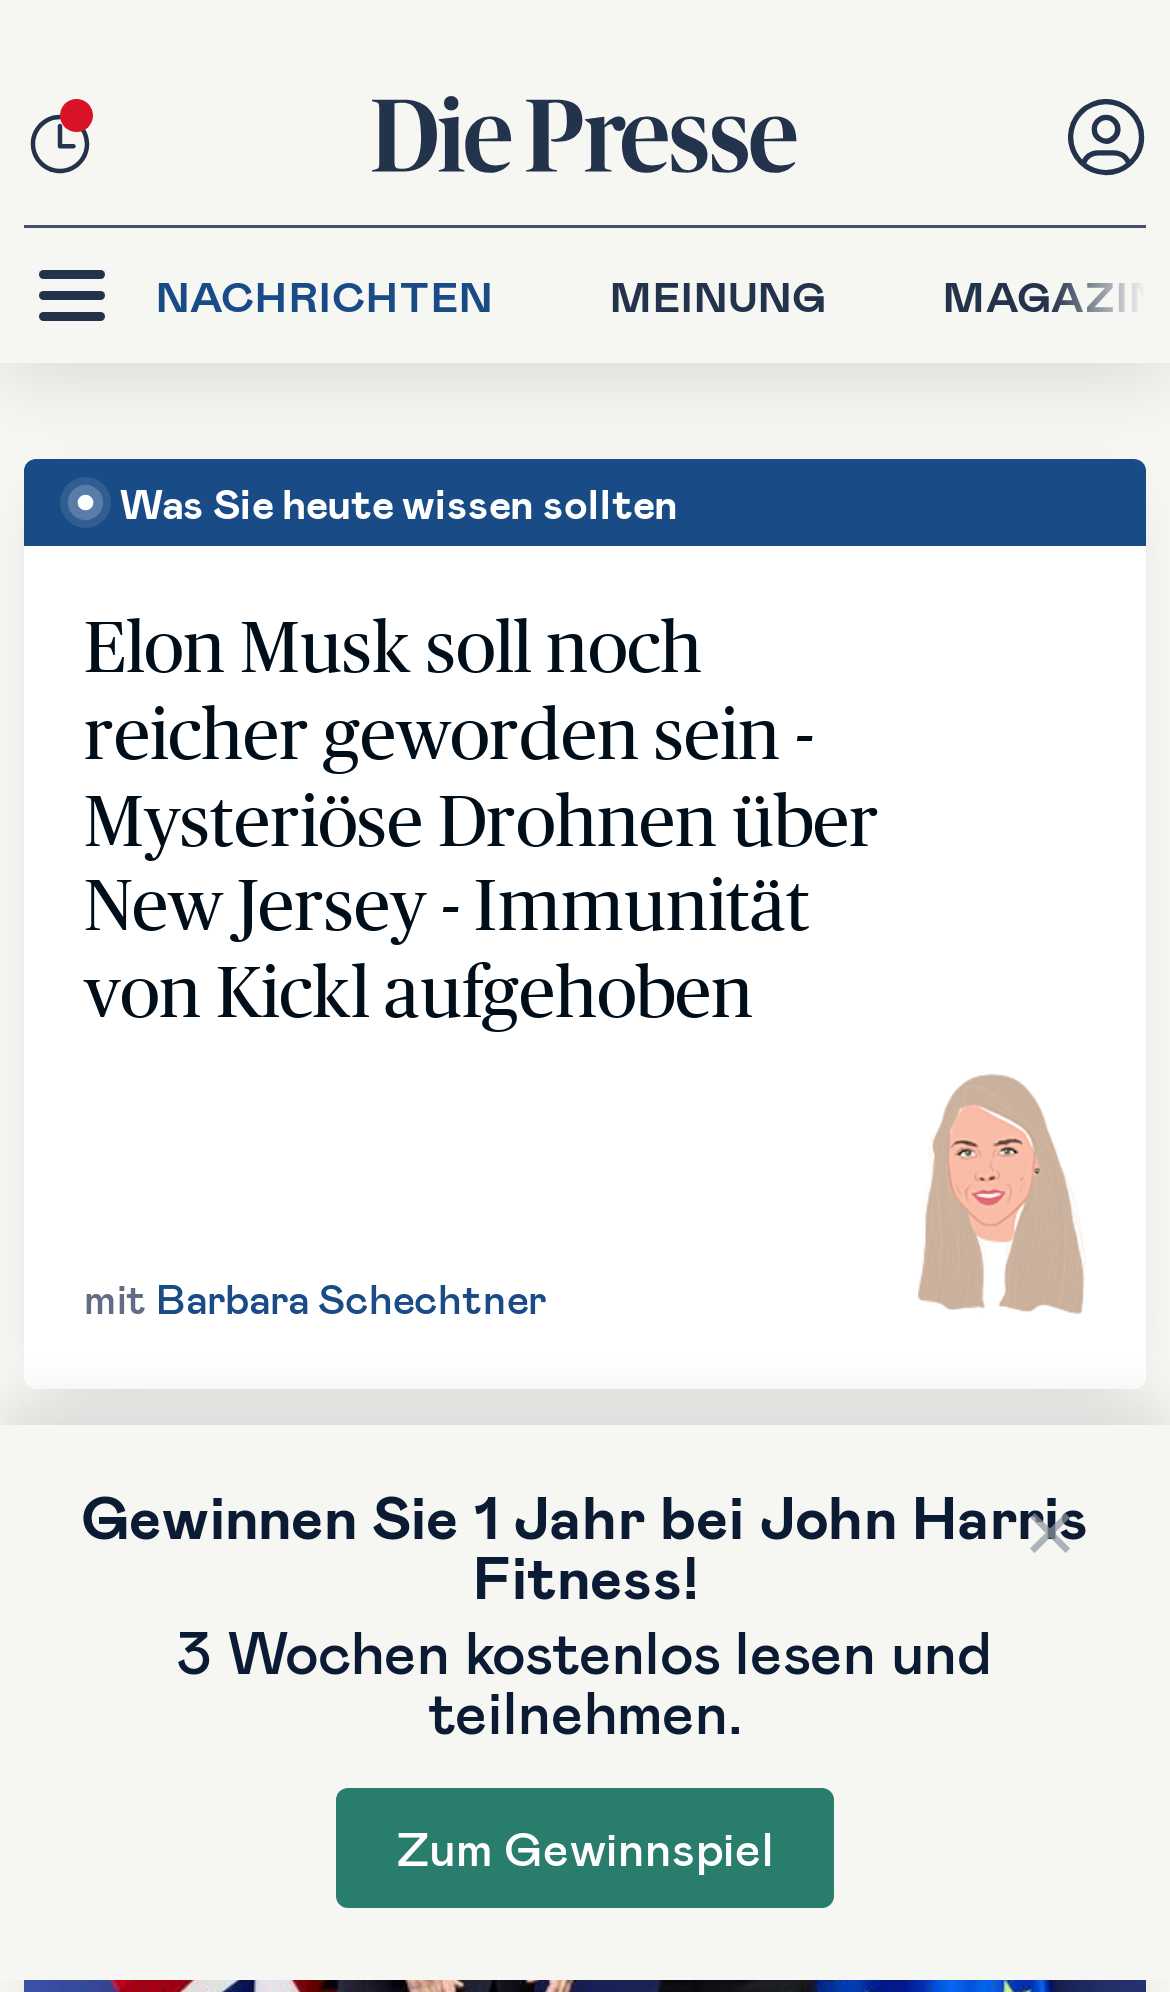 Die Presse
NACHRICHTEN MEINUNG MAGAZIN
Was Sie heute wissen sollten
Elon Musk soll noch
reicher geworden sein -
Mysteriöse Drohnen über
New Jersey - Immunität
von Kickl aufgehoben
mit Barbara Schechtner
Gewinnen Sie 1 Jahr bei John Harris
Fitness!
3 Wochen kostenlos lesen und
teilnehmen.
Zum Gewinnspiel